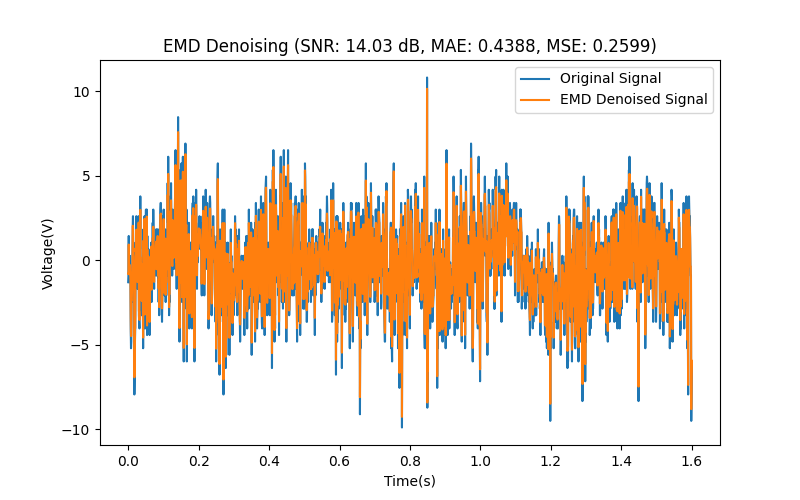 EMD Denoising (SNR: 14.03 dB, MAE: 0.4388, MSE: 0.2599)
Original Signal
EMD Denoised Signal
10
5
0
−5
−10
Voltage(V)
0.0 0.2 0.4 0.6 0.8 1.0 1.2 1.4 1.6
Time(s)